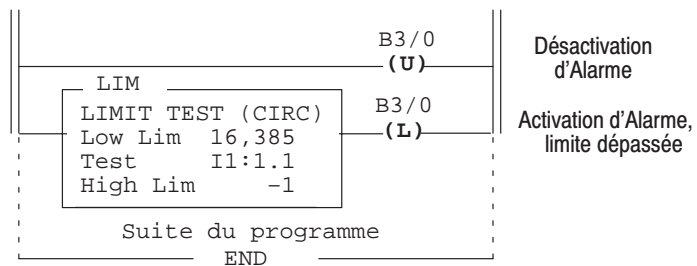 B3/0
(U)
Désactivation
d'Alarme
LIM
LIMIT TEST (CIRC)
Low Lim 16,385
Test I1:1.1
High Lim –1
B3/0
(L)
Activation d'Alarme,
limite dépassée
Suite du programme
END